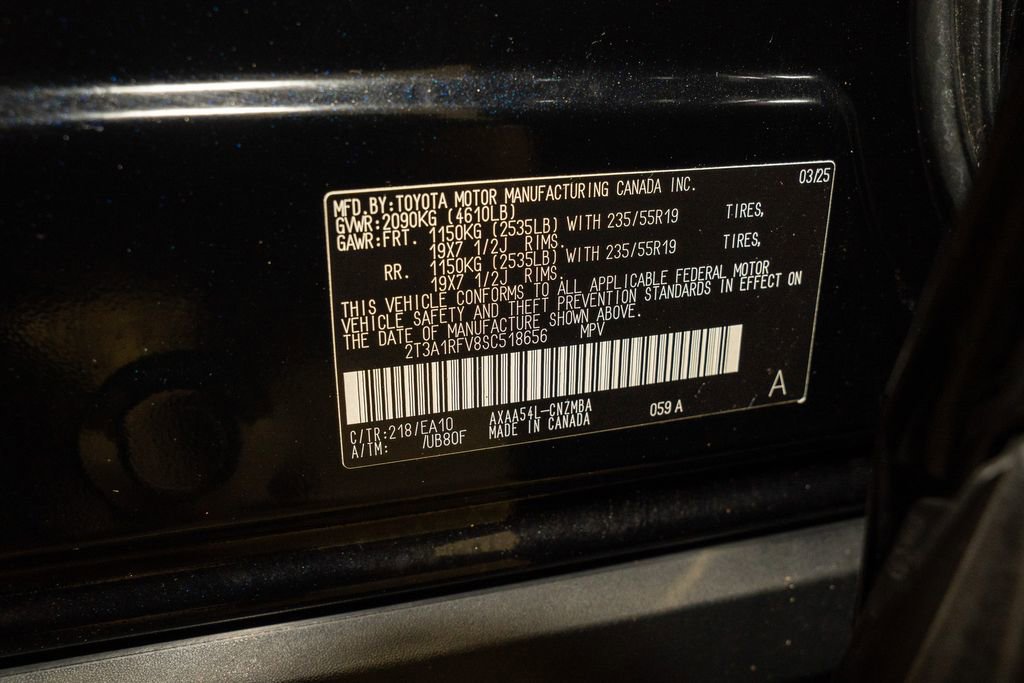 03/25
MFD.BY:TOYOTA MOTOR MANUFACTURING CANADA INC.
GVWR:2090KG (4610LB)
GAWR:FRT. 1150KG (2535LB) WITH 235/55R19 TIRES,
19X7 1/2J RIMS.
RR. 1150KG (2535LB) WITH 235/55R19 TIRES,
19X7 1/2J RIMS.
THIS VEHICLE CONFORMS TO ALL APPLICABLE FEDERAL MOTOR
VEHICLE SAFETY AND THEFT PREVENTION STANDARDS IN EFFECT ON
THE DATE OF MANUFACTURE SHOWN ABOVE.
2T3A1RFV8SC518656 MPV
A
C/TR:218/EA10 AXAA54L-CNZMBA 059 A
A/TM: /UB80F MADE IN CANADA